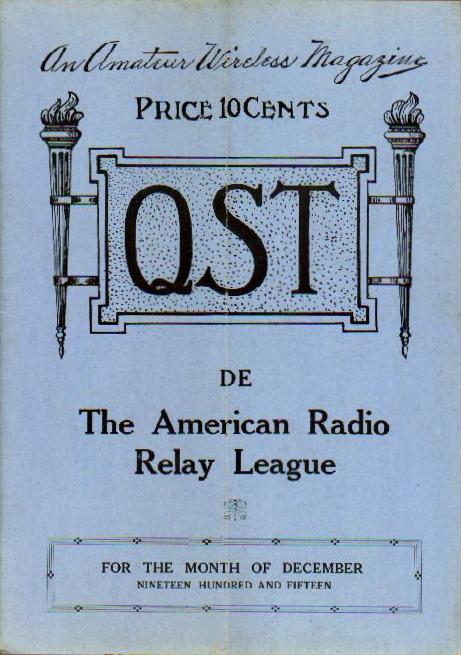 An Amateur Wireless Magazine
PRICE 10 CENTS
QST
DE
The American Radio
Relay League
FOR THE MONTH OF DECEMBER
NINETEEN HUNDRED AND FIFTEEN